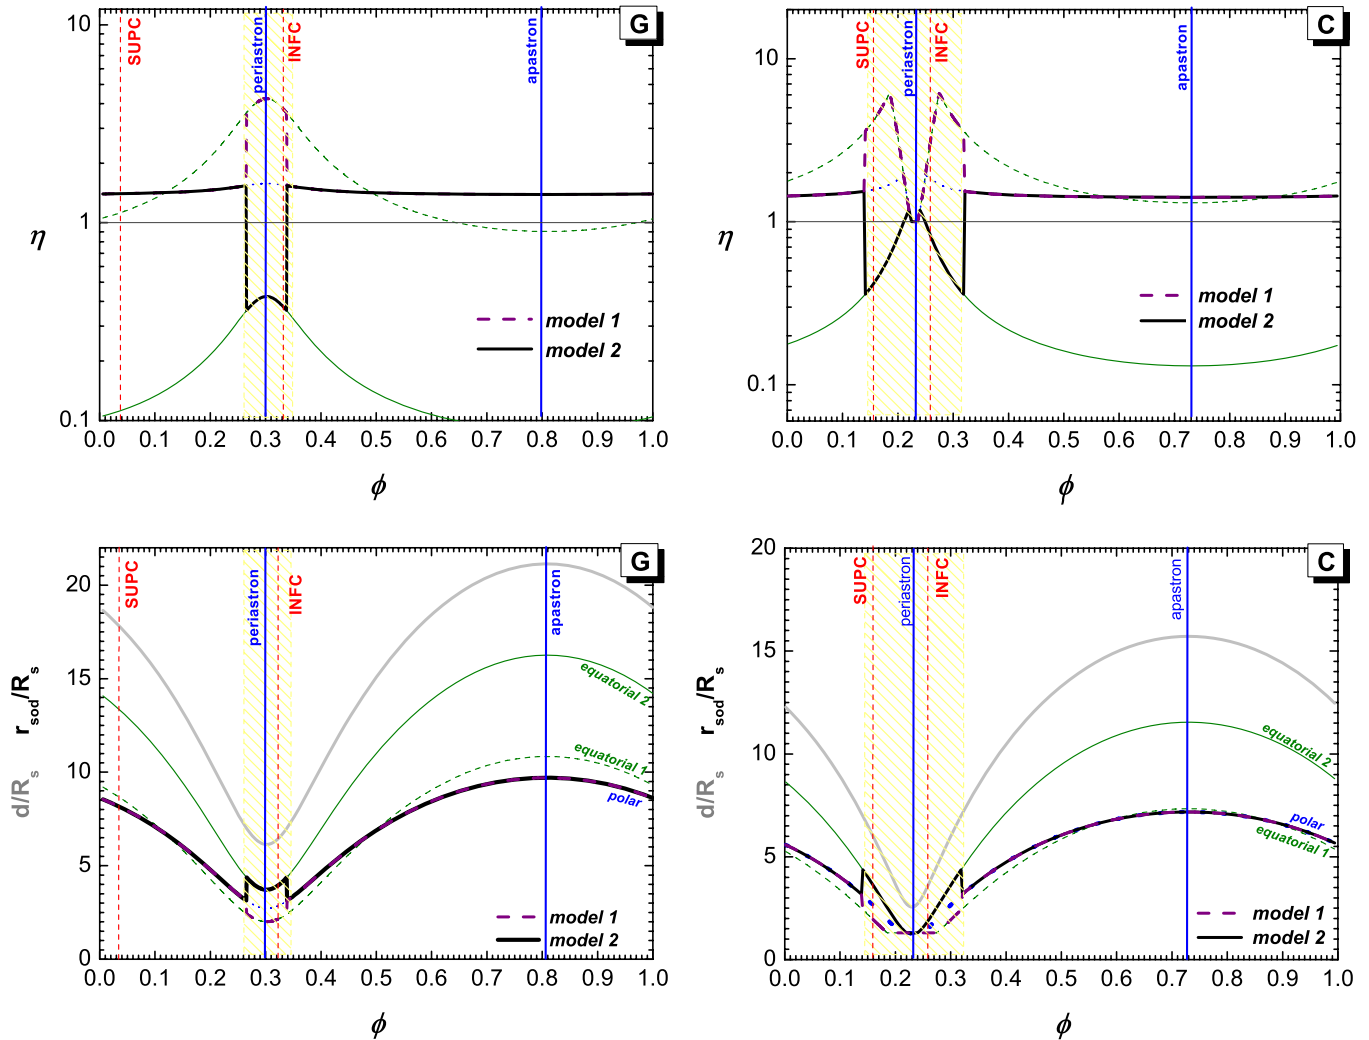 G
10
1
0.1
η
SUPC
periastron
INFC
apastron
model 1
model 2
0.0 0.1 0.2 0.3 0.4 0.5 0.6 0.7 0.8 0.9 1.0
ϕ
C
10
1
0.1
η
SUPC
periastron
INFC
apastron
model 1
model 2
0.0 0.1 0.2 0.3 0.4 0.5 0.6 0.7 0.8 0.9 1.0
ϕ
G
20
15
10
5
0
d/Rs rsod/Rs
SUPC
periastron
INFC
apastron
equatorial 2
equatorial 1
polar
model 1
model 2
0.0 0.1 0.2 0.3 0.4 0.5 0.6 0.7 0.8 0.9 1.0
ϕ
C
20
15
10
5
0
d/Rs rsod/Rs
SUPC
periastron
INFC
apastron
equatorial 2
polar
equatorial 1
model 1
model 2
0.0 0.1 0.2 0.3 0.4 0.5 0.6 0.7 0.8 0.9 1.0
ϕ